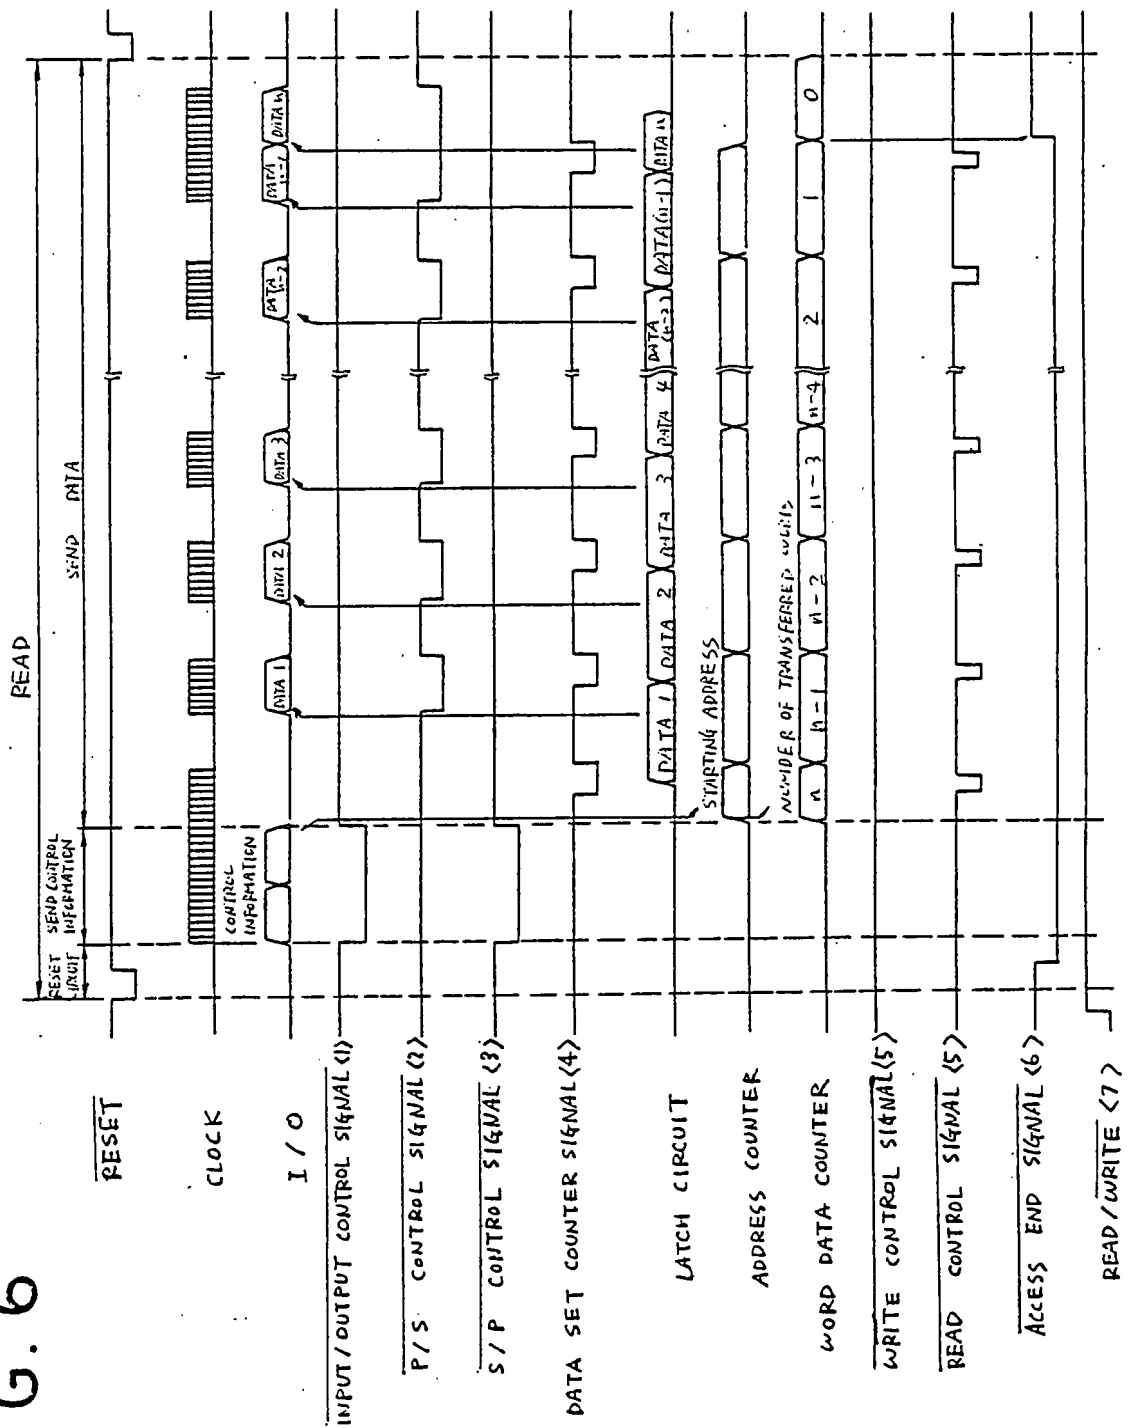 G. 6
READ
RESET CIRCUIT
SEND CONTROL INFORMATION
SEND DATA
RESET
CLOCK
I/O
CONTROL INFORMATION
DATA 1
DATA 2
DATA 3
DATA n-2
DATA n-1
DATA n
INPUT/OUTPUT CONTROL SIGNAL<1>
P/S CONTROL SIGNAL<2>
S/P CONTROL SIGNAL<3>
DATA SET COUNTER SIGNAL<4>
LATCH CIRCUIT
DATA 1
DATA 2
DATA 3
DATA 4
DATA (n-2)
DATA(n-1)
DATA n
STARTING ADDRESS
ADDRESS COUNTER
NUMBER OF TRANSFERRED
WORD DATA COUNTER
n
n-1
n-2
n-3
n-4
2
1
0
WRITE CONTROL SIGNAL<5>
READ CONTROL SIGNAL<5>
ACCESS END SIGNAL<6>
READ/WRITE<7>